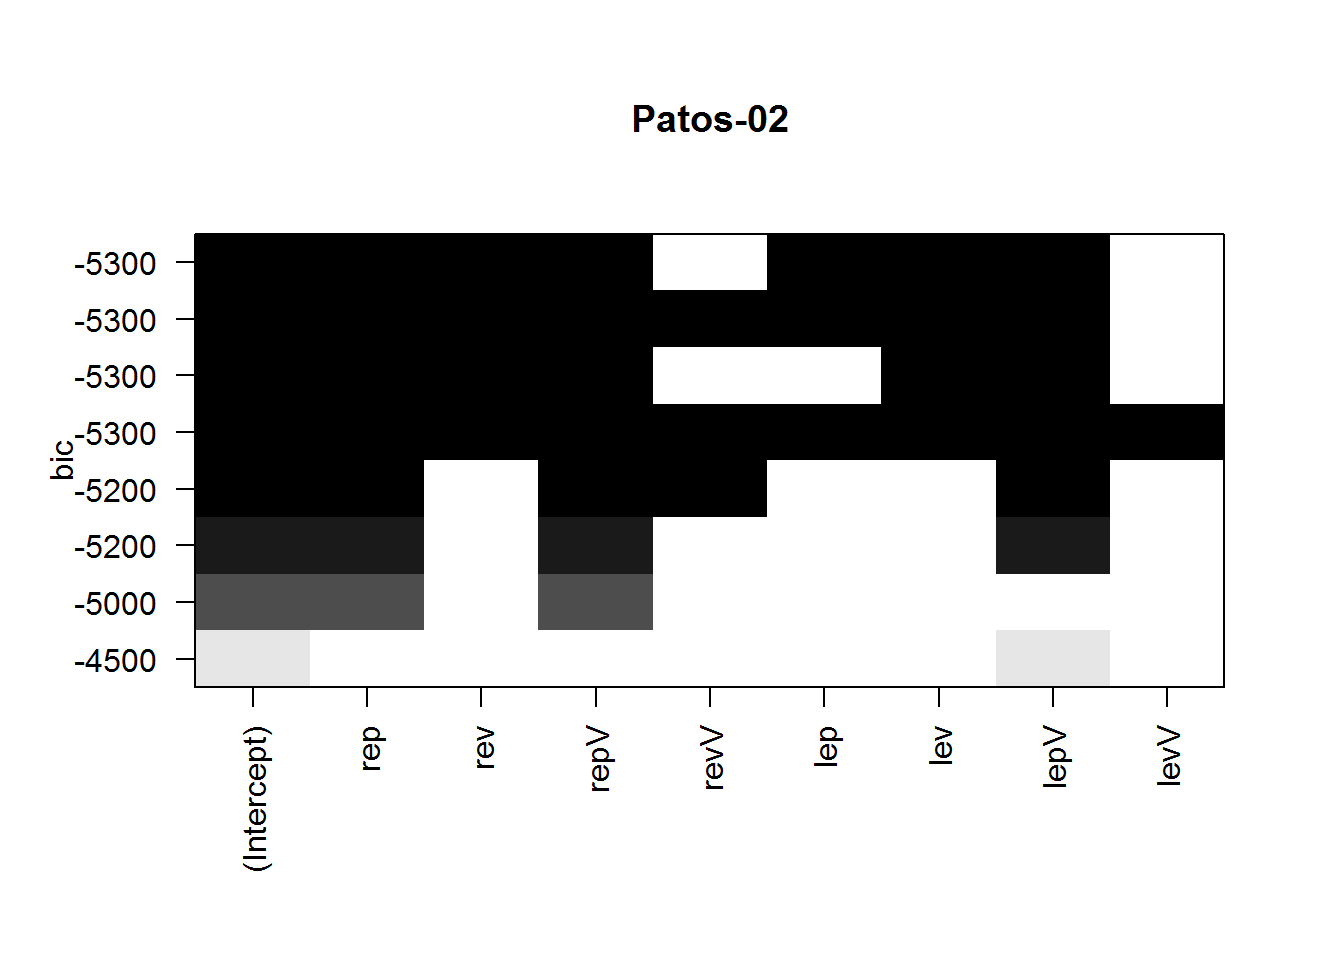 Patos-02
bic
-5300
-5300
-5300
-5300
-5200
-5200
-5000
-4500
(Intercept)
rep
rev
repV
revV
lep
lev
lepV
levV